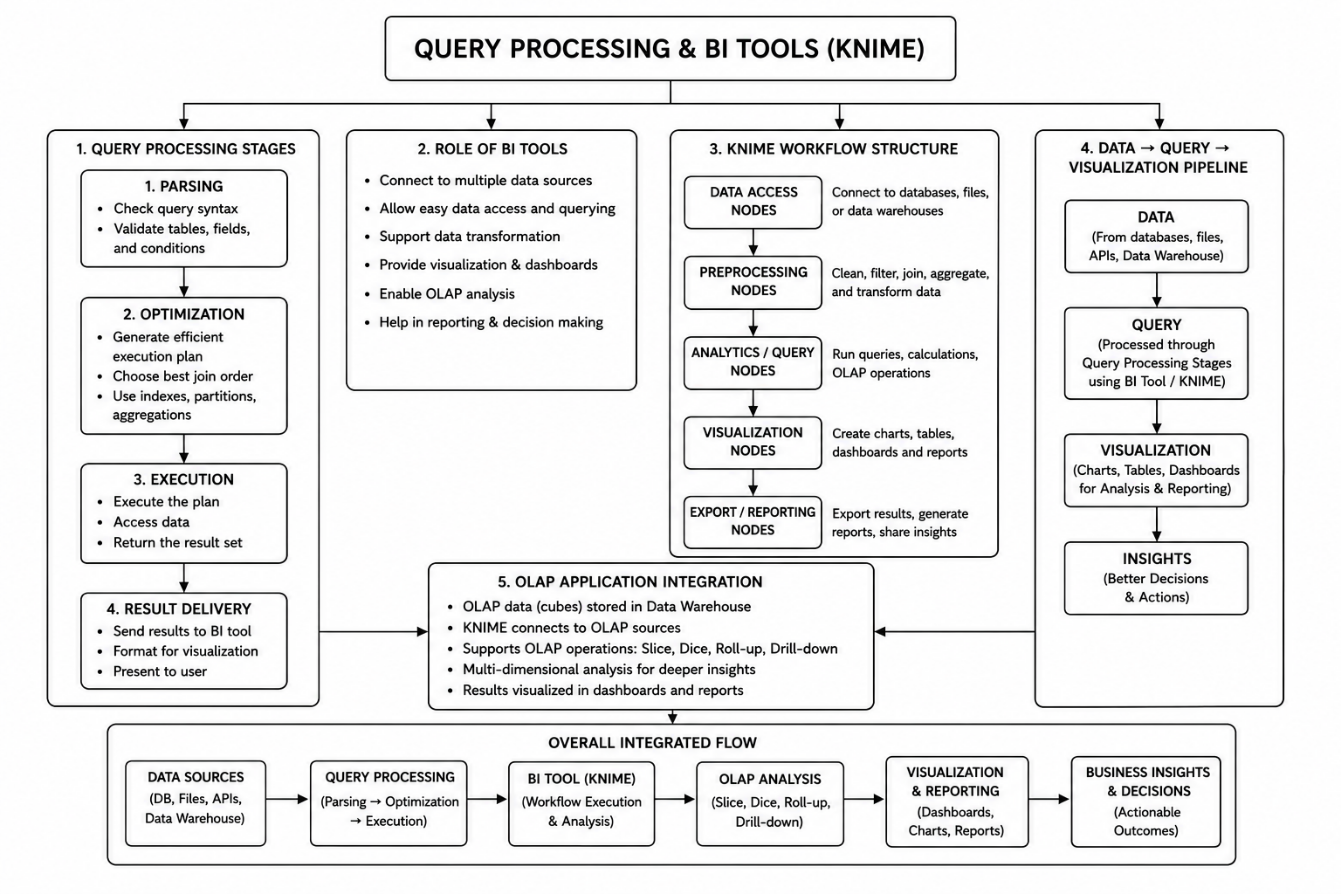 QUERY PROCESSING & BI TOOLS (KNIME)
1. QUERY PROCESSING STAGES
1. PARSING
• Check query syntax
• Validate tables, fields,
and conditions
2. OPTIMIZATION
• Generate efficient
execution plan
• Choose best join order
• Use indexes, partitions,
aggregations
3. EXECUTION
• Execute the plan
• Access data
• Return the result set
4. RESULT DELIVERY
• Send results to BI tool
• Format for visualization
• Present to user
2. ROLE OF BI TOOLS
• Connect to multiple data sources
• Allow easy data access and querying
• Support data transformation
• Provide visualization & dashboards
• Enable OLAP analysis
• Help in reporting & decision making
3. KNIME WORKFLOW STRUCTURE
DATA ACCESS
NODES
Connect to databases, files,
or data warehouses
PREPROCESSING
NODES
Clean, filter, join, aggregate,
and transform data
ANALYTICS / QUERY
NODES
Run queries, calculations,
OLAP operations
VISUALIZATION
NODES
Create charts, tables,
dashboards and reports
EXPORT / REPORTING
NODES
Export results, generate
reports, share insights
4. DATA → QUERY →
VISUALIZATION PIPELINE
DATA
(From databases, files,
APIs, Data Warehouse)
QUERY
(Processed through
Query Processing Stages
using BI Tool / KNIME)
VISUALIZATION
(Charts, Tables, Dashboards
for Analysis & Reporting)
INSIGHTS
(Better Decisions
& Actions)
5. OLAP APPLICATION INTEGRATION
• OLAP data (cubes) stored in Data Warehouse
• KNIME connects to OLAP sources
• Supports OLAP operations: Slice, Dice, Roll-up, Drill-down
• Multi-dimensional analysis for deeper insights
• Results visualized in dashboards and reports
OVERALL INTEGRATED FLOW
DATA SOURCES
(DB, Files, APIs,
Data Warehouse)
QUERY PROCESSING
(Parsing → Optimization
→ Execution)
BI TOOL (KNIME)
(Workflow Execution
& Analysis)
OLAP ANALYSIS
(Slice, Dice, Roll-up,
Drill-down)
VISUALIZATION
& REPORTING
(Dashboards,
Charts, Reports)
BUSINESS INSIGHTS
& DECISIONS
(Actionable
Outcomes)